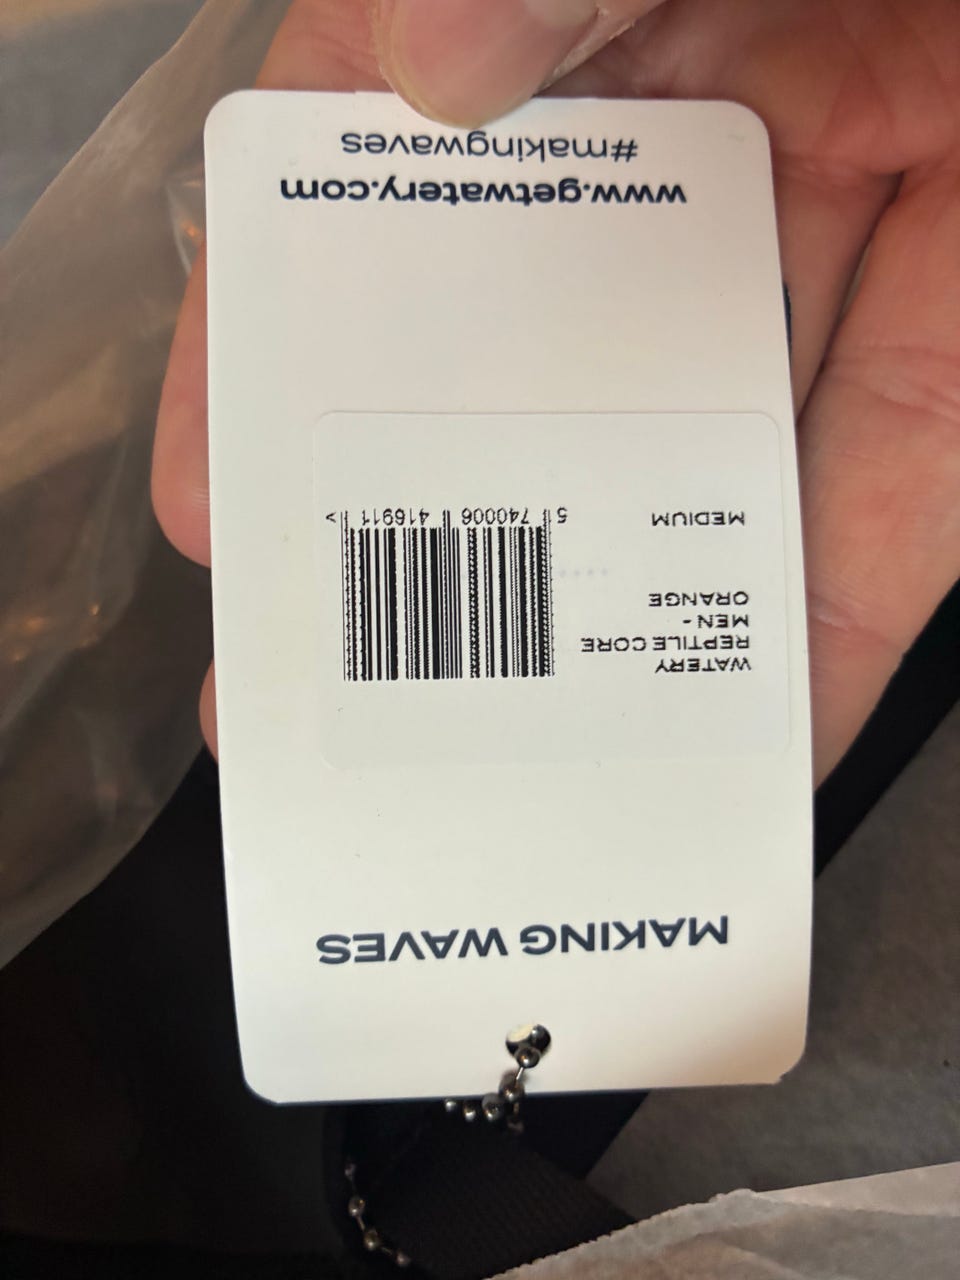 MAKING WAVES
WATERY
REPTILE CORE
MEN -
ORANGE
MEDIUM
5 740006 416911 >
www.getwatery.com
#makingwaves